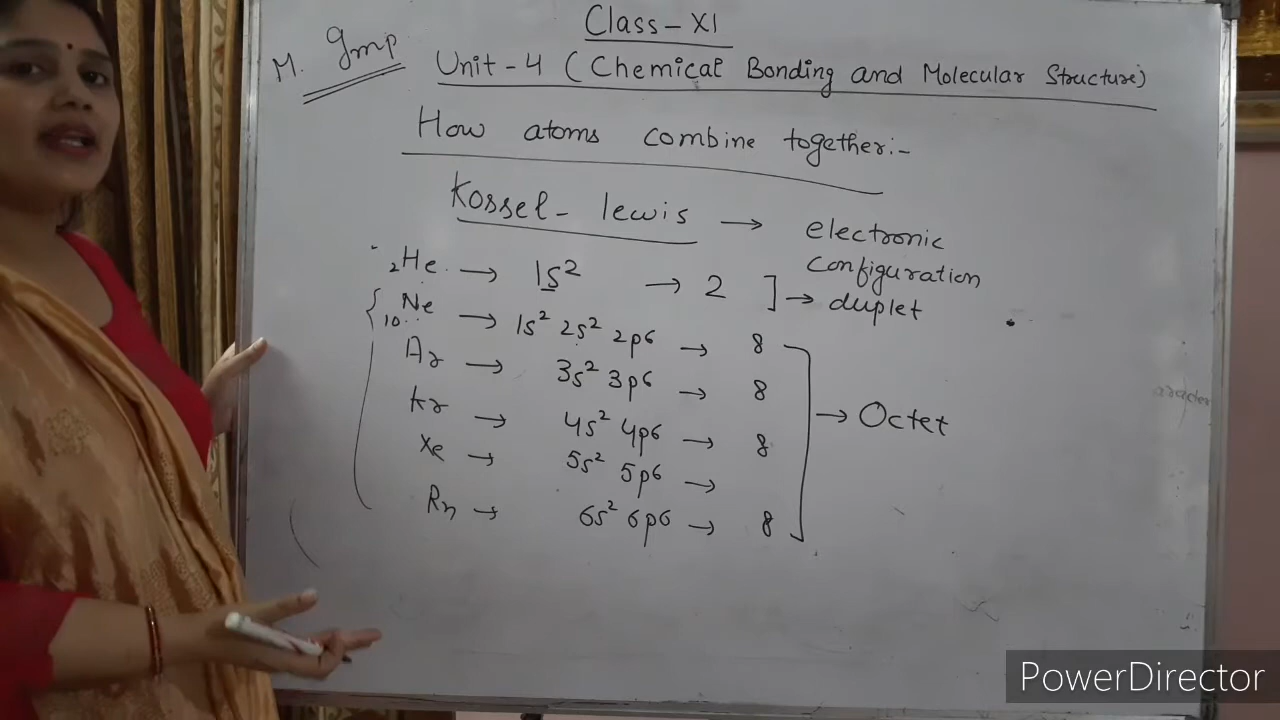 Class - XI
M. Gmp
Unit - 4 (Chemical Bonding and Molecular Structure)
How atoms combine together:-
Kossel - lewis → electronic configuration
₂He → 1s² → 2 ] → duplet
₁₀Ne → 1s² 2s² 2p⁶ → 8
Ar → 3s² 3p⁶ → 8
Kr → 4s² 4p⁶ → 8
Xe → 5s² 5p⁶ →
Rn → 6s² 6p⁶ → 8
→ Octet
PowerDirector